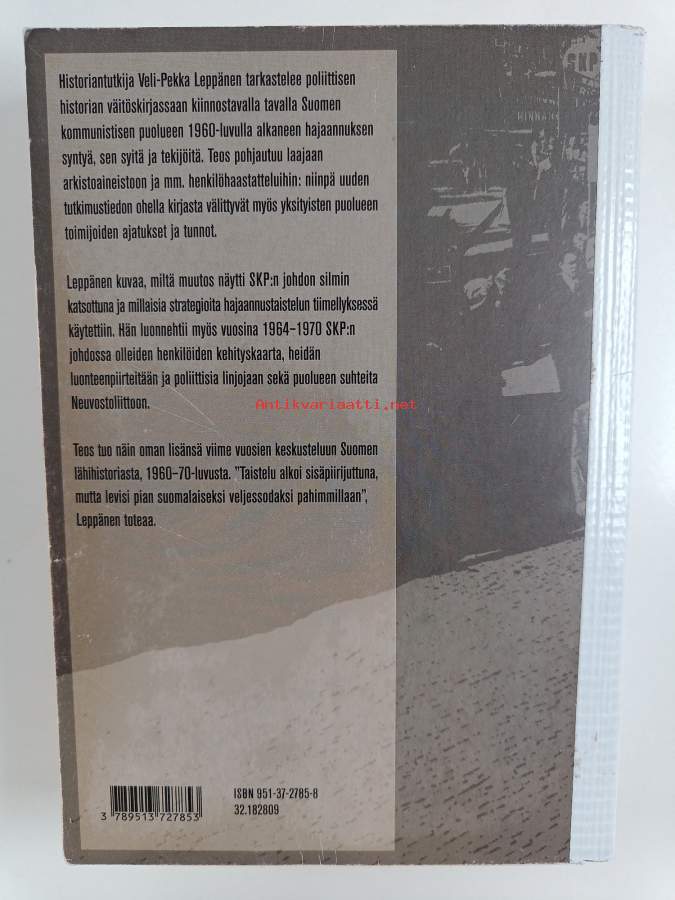 Historiantutkija Veli-Pekka Leppänen tarkastelee poliittisen
historian väitöskirjassaan kiinnostavalla tavalla Suomen
kommunistisen puolueen 1960-luvulla alkaneen hajaannuksen
syntyä, sen syitä ja tekijöitä. Teos pohjautuu laajaan
arkistoaineistoon ja mm. henkilöhaastatteluihin: niinpä uuden
tutkimustiedon ohella kirjasta välittyvät myös yksityisten puolueen
toimijoiden ajatukset ja tunnot.
Leppänen kuvaa, miltä muutos näytti SKP:n johdon silmin
katsottuna ja millaisia strategioita hajaannustaistelun tiimellyksessä
käytettiin. Hän luonnehtii myös vuosina 1964–1970 SKP:n
johdossa olleiden henkilöiden kehityskaarta, heidän
luonteenpiirteitään ja poliittisia linjojaan sekä puolueen suhteita
Neuvostoliittoon.
Antikvariaatti.net
Teos tuo näin oman lisänsä viime vuosien keskusteluun Suomen
lähihistoriasta, 1960–70-luvusta. "Taistelu alkoi sisäpiirijuttuna,
mutta levisi pian suomalaiseksi veljessodaksi pahimmillaan",
Leppänen toteaa.
ISBN 951-37-2785-8
32.182809
3 789513 727853